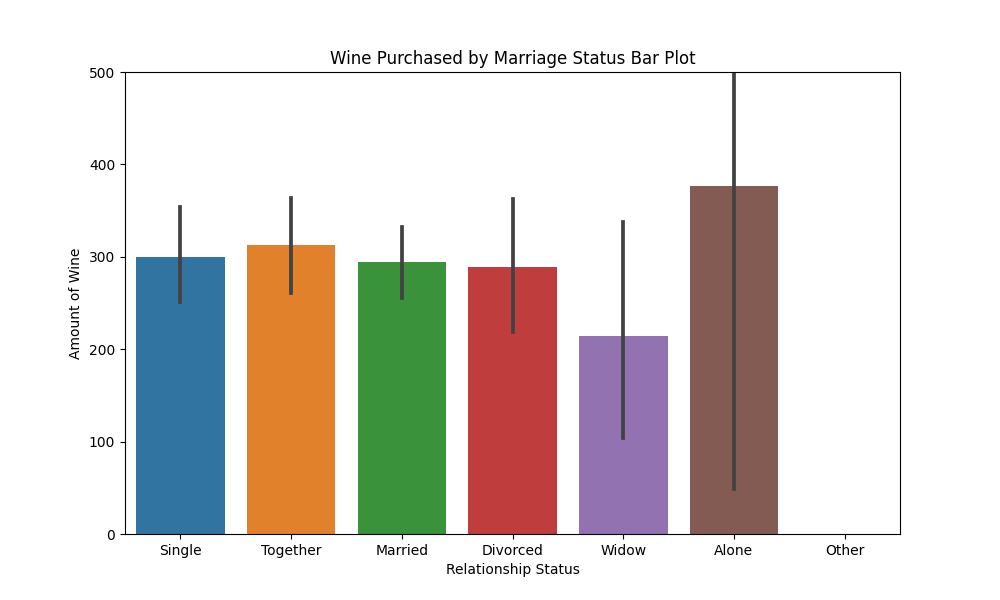 Wine Purchased by Marriage Status Bar Plot
500
400
300
200
100
0
Amount of Wine
Single Together Married Divorced Widow Alone Other
Relationship Status